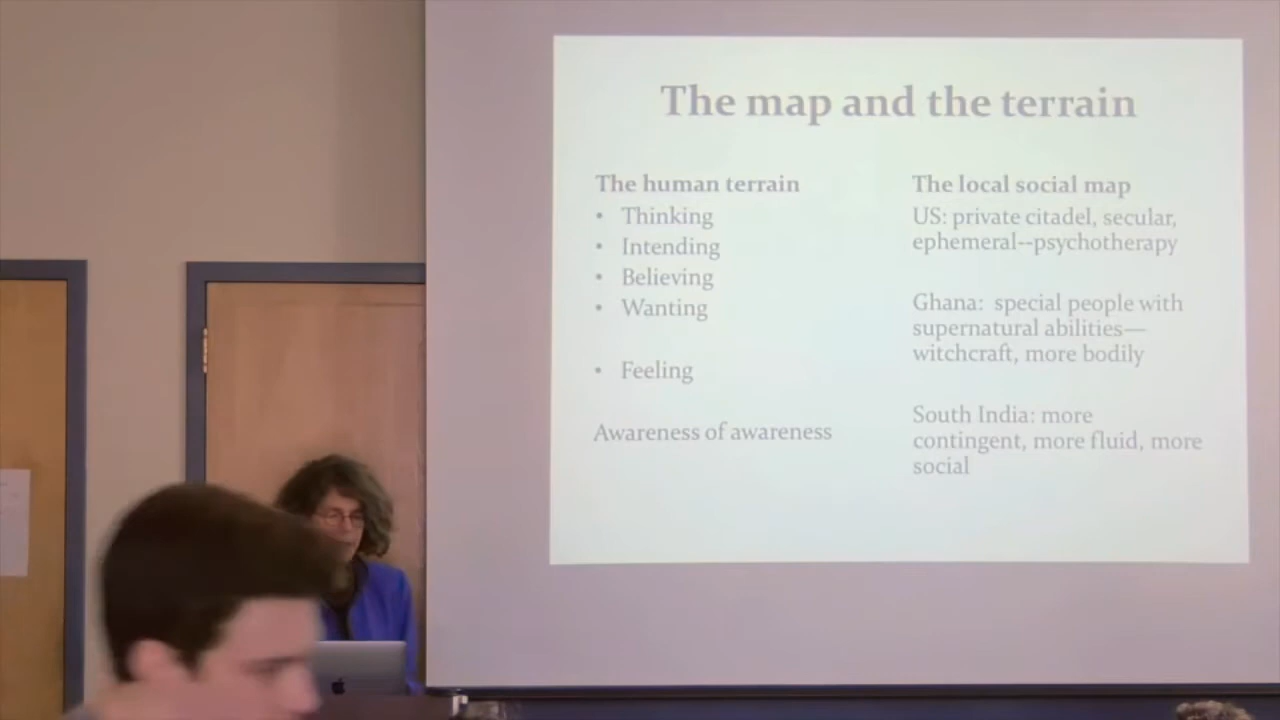 The map and the terrain
The human terrain
• Thinking
• Intending
• Believing
• Wanting
• Feeling
Awareness of awareness
The local social map
US: private citadel, secular,
ephemeral--psychotherapy
Ghana: special people with
supernatural abilities—
witchcraft, more bodily
South India: more
contingent, more fluid, more
social